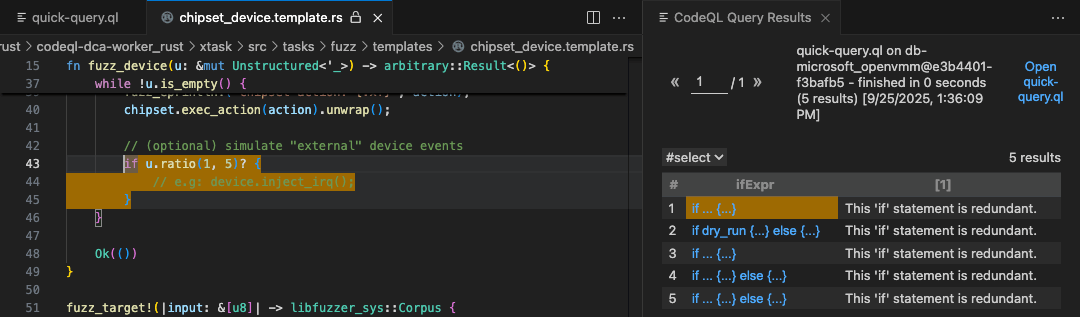 quick-query.ql
chipset_device.template.rs
rust > codeql-dca-worker_rust > xtask > src > tasks > fuzz > templates > chipset_device.template.rs
15 fn fuzz_device(u: &mut Unstructured<'_>) -> arbitrary::Result<()> {
37 while !u.is_empty() {
40 chipset.exec_action(action).unwrap();
41
42 // (optional) simulate "external" device events
43 if u.ratio(1, 5)? {
44 // e.g: device.inject_irq();
45 }
46 }
47
48 Ok(())
49 }
50
51 fuzz_target!(|input: &[u8]| -> libfuzzer_sys::Corpus {
CodeQL Query Results
« 1 / 1 »
quick-query.ql on db-
microsoft_openvmm@e3b4401-
f3bafb5 - finished in 0 seconds
(5 results) [9/25/2025, 1:36:09
PM]
Open
quick-
query.ql
#select
5 results
# ifExpr [1]
1 if ... {...} This 'if' statement is redundant.
2 if dry_run {...} else {...} This 'if' statement is redundant.
3 if ... {...} This 'if' statement is redundant.
4 if ... {...} else {...} This 'if' statement is redundant.
5 if ... {...} else {...} This 'if' statement is redundant.